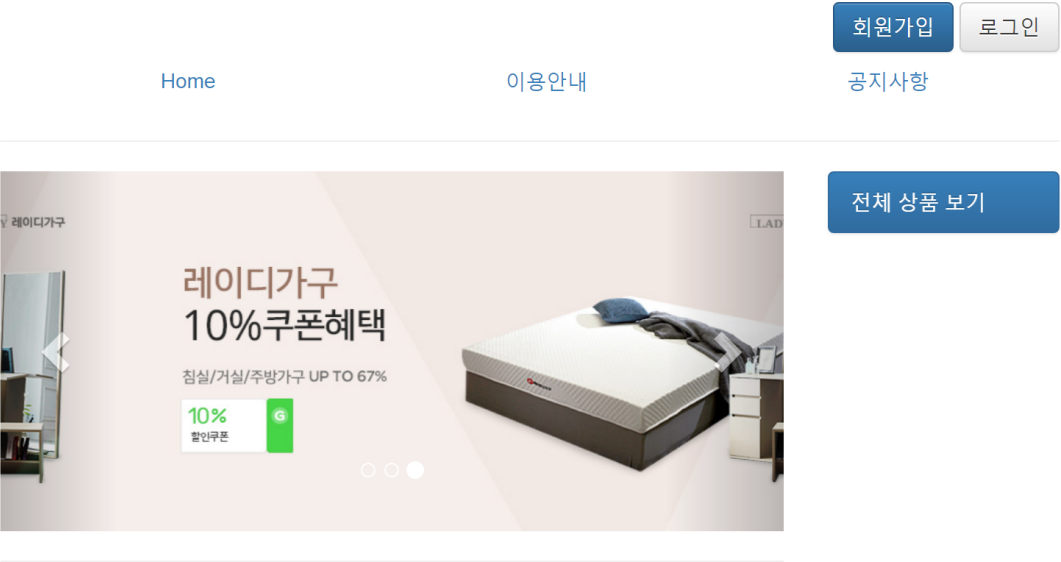 회원가입 로그인
Home 이용안내 공지사항
전체 상품 보기
레이디가구
LAD
레이디가구
10%쿠폰혜택
침실/거실/주방가구 UP TO 67%
10% G
할인쿠폰